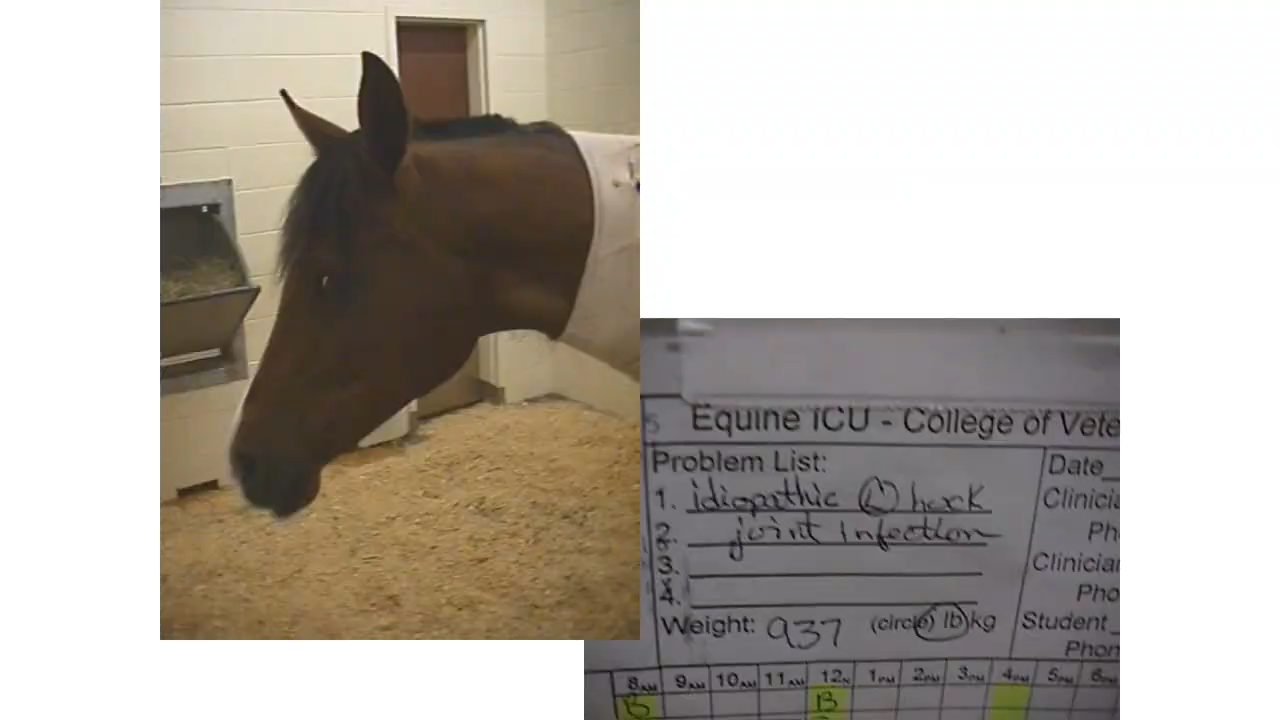 Equine ICU - College of Vete
Problem List:
Date
1. idiopathic (L) hock
Clinicia
2. joint infection
Ph
3.
Clinician
4.
Pho
Weight: 937 (circle) lb kg
Student
Phon
8AM 9AM 10AM 11AM 12N 1PM 2PM 3PM 4PM 5PM 6PM
B B